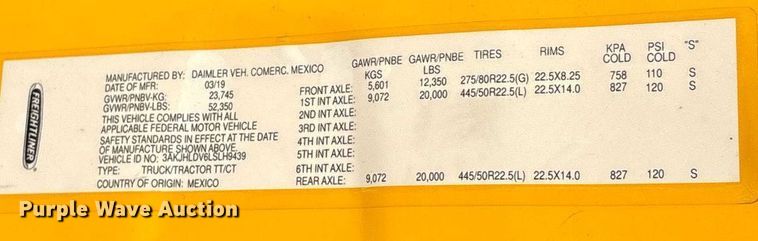 FREIGHTLINER
MANUFACTURED BY: DAIMLER VEH. COMERC. MEXICO
DATE OF MFR: 03/19
GVWR/PNBV-KG: 23,745
GVWR/PNBV-LBS: 52,350
THIS VEHICLE COMPLIES WITH ALL
APPLICABLE FEDERAL MOTOR VEHICLE
SAFETY STANDARDS IN EFFECT AT THE DATE
OF MANUFACTURE SHOWN ABOVE.
VEHICLE ID NO: 3AKJHLDV6LSLH9439
TYPE: TRUCK/TRACTOR TT/CT
COUNTRY OF ORIGIN: MEXICO
GAWR/PNBE KGS GAWR/PNBE LBS TIRES RIMS KPA COLD PSI COLD "S"
FRONT AXLE: 5,601 12,350 275/80R22.5(G) 22.5X8.25 758 110 S
1ST INT AXLE: 9,072 20,000 445/50R22.5(L) 22.5X14.0 827 120 S
2ND INT AXLE:
3RD INT AXLE:
4TH INT AXLE:
5TH INT AXLE:
6TH INT AXLE:
REAR AXLE: 9,072 20,000 445/50R22.5(L) 22.5X14.0 827 120 S
Purple Wave Auction